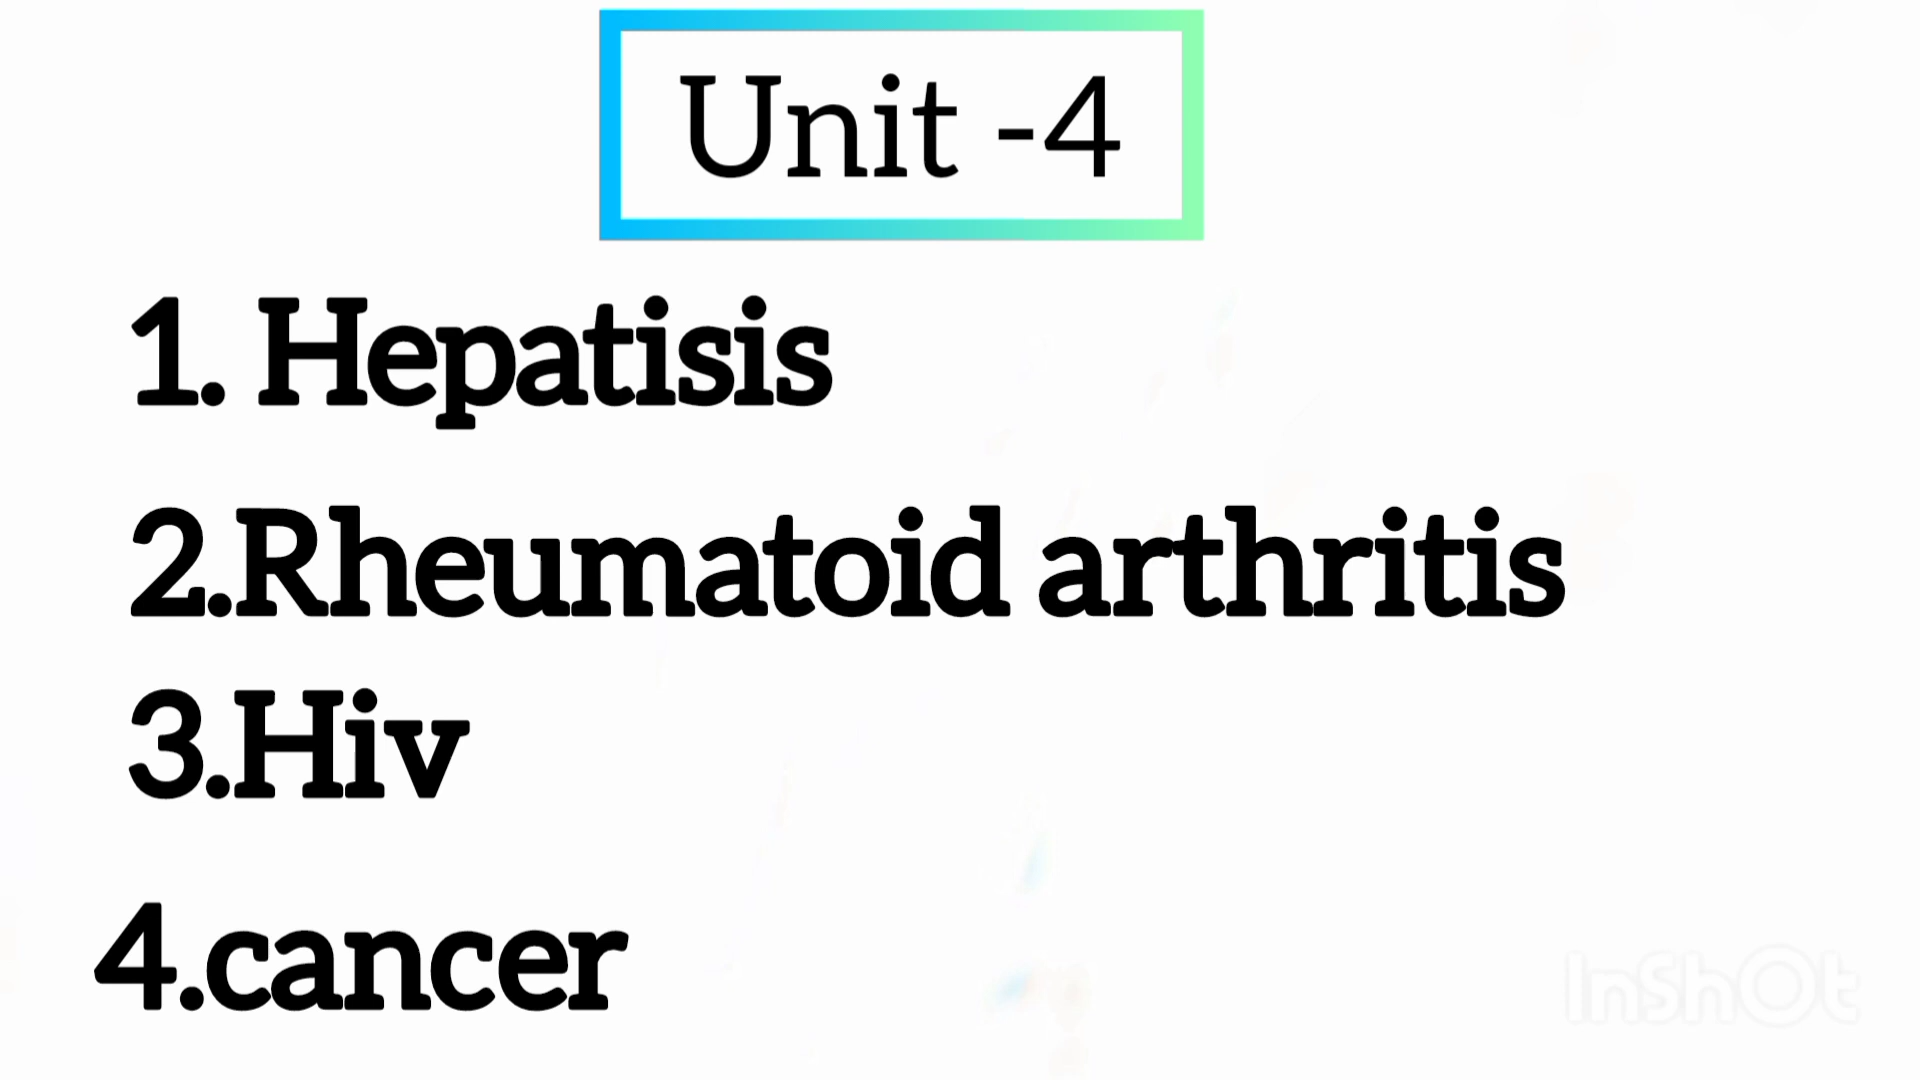 Unit -4
1. Hepatisis
2.Rheumatoid arthritis
3.Hiv
4.cancer
InShOt